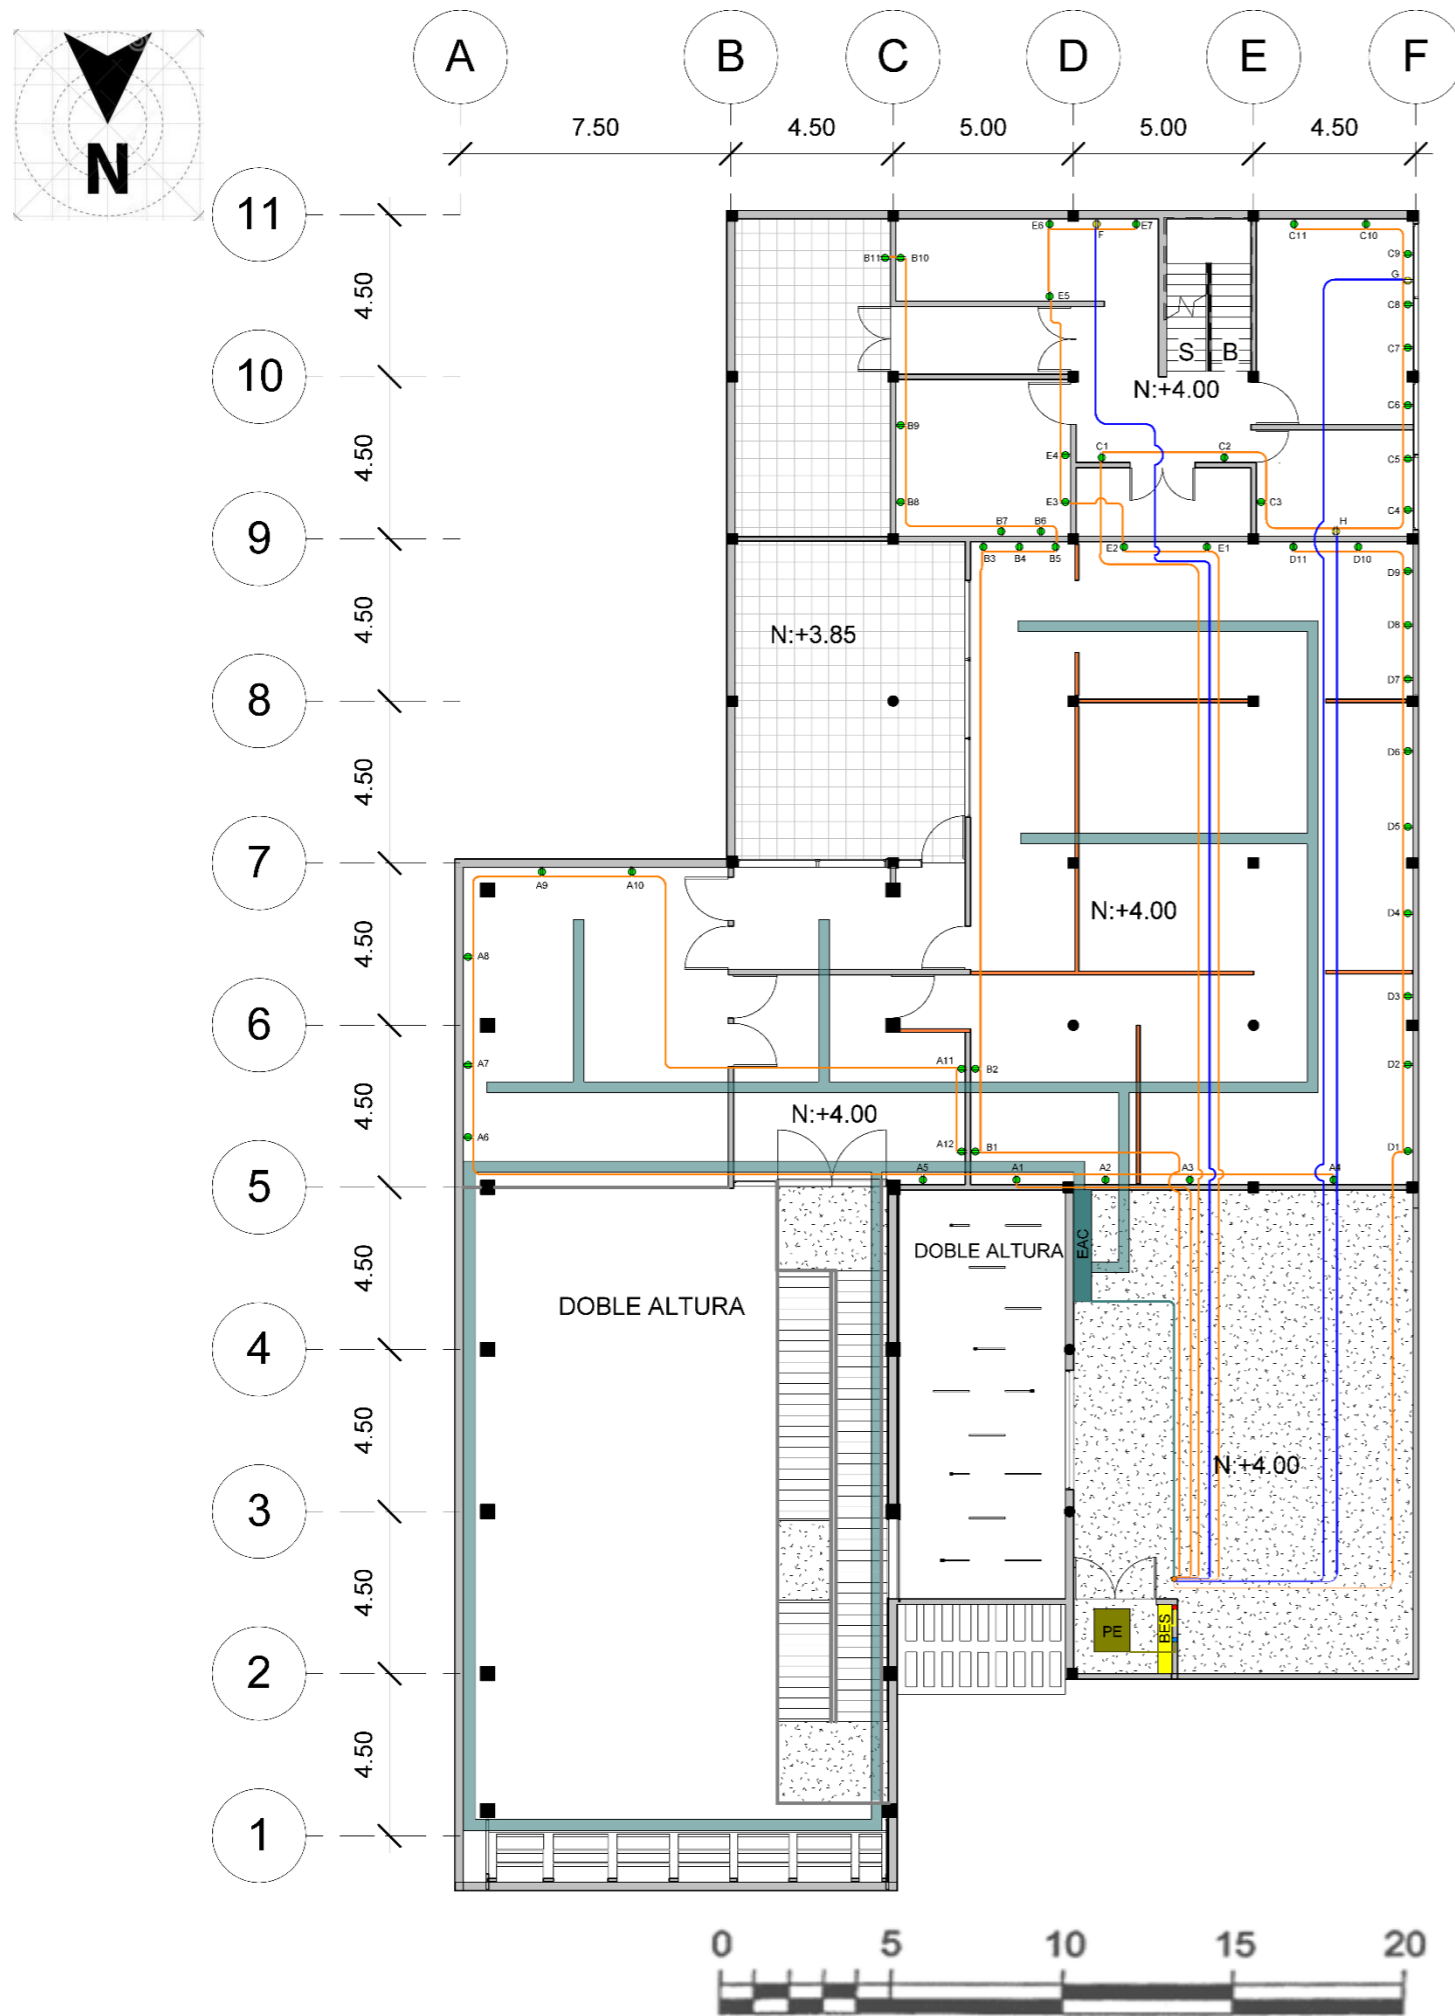 A B C D E F
7.50 4.50 5.00 5.00 4.50
N
11
4.50
10
4.50
9
4.50
8
4.50
7
4.50
6
4.50
5
4.50
4
4.50
3
4.50
2
4.50
1
E6 F E7 C11 C10
B11 B10 C9
G
E5 C8
C7
S B
N:+4.00
C6
B9
E4 C1 C2 C5
E3 C3
B8 C4
B7 B6 H
B3 B4 B5 E2 E1 D11 D10
D9
N:+3.85
D8
D7
D6
D5
A9 A10
N:+4.00
D4
A8
D3
A7 A11 B2 D2
N:+4.00
A6 A12 B1 D1
A5 A1 A2 A3 A4
EAC
DOBLE ALTURA
DOBLE ALTURA
N:+4.00
PE BES
0 5 10 15 20